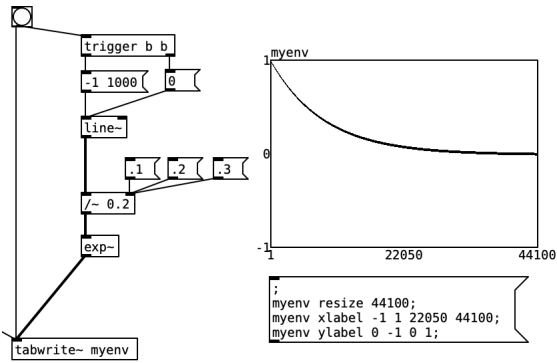 trigger b b
-1 1000
0
line~
.1
.2
.3
/~ 0.2
exp~
tabwrite~ myenv
myenv
1
0
-1
1
22050
44100
;
myenv resize 44100;
myenv xlabel -1 1 22050 44100;
myenv ylabel 0 -1 0 1;